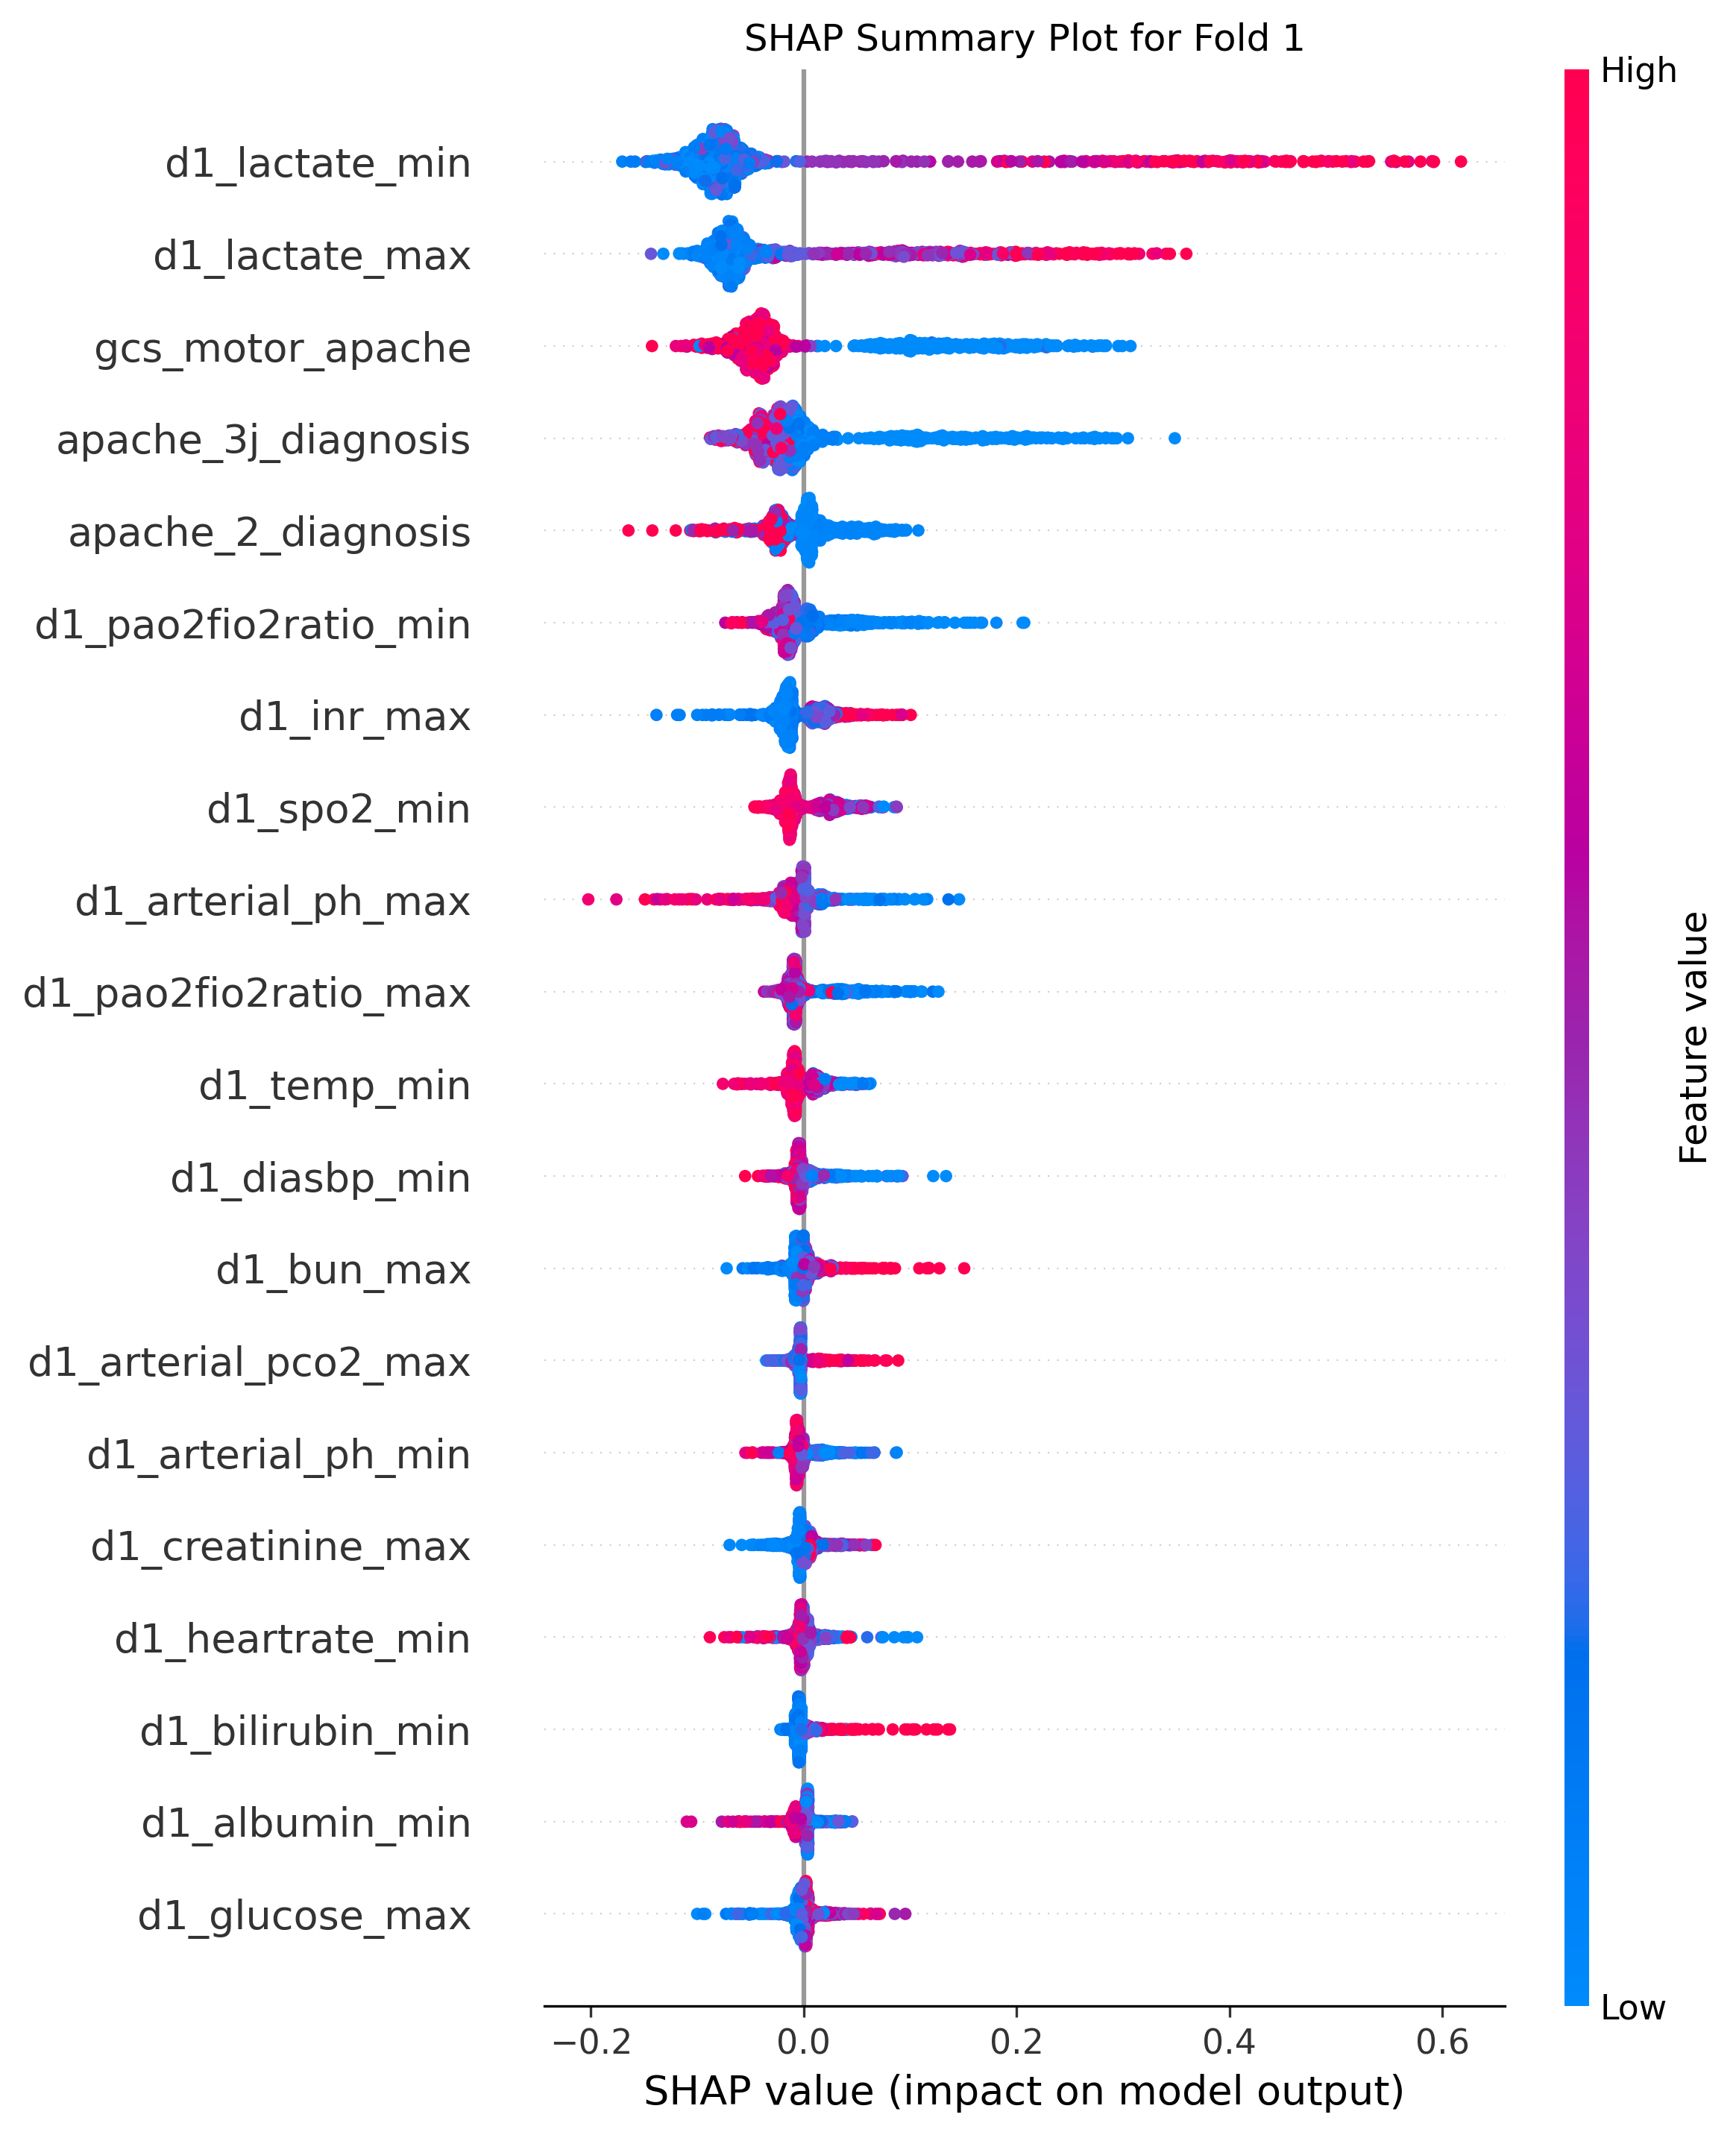 SHAP Summary Plot for Fold 1
High
d1_lactate_min
d1_lactate_max
gcs_motor_apache
apache_3j_diagnosis
apache_2_diagnosis
d1_pao2fio2ratio_min
d1_inr_max
d1_spo2_min
d1_arterial_ph_max
d1_pao2fio2ratio_max
d1_temp_min
d1_diasbp_min
d1_bun_max
d1_arterial_pco2_max
d1_arterial_ph_min
d1_creatinine_max
d1_heartrate_min
d1_bilirubin_min
d1_albumin_min
d1_glucose_max
Feature value
Low
−0.2 0.0 0.2 0.4 0.6
SHAP value (impact on model output)